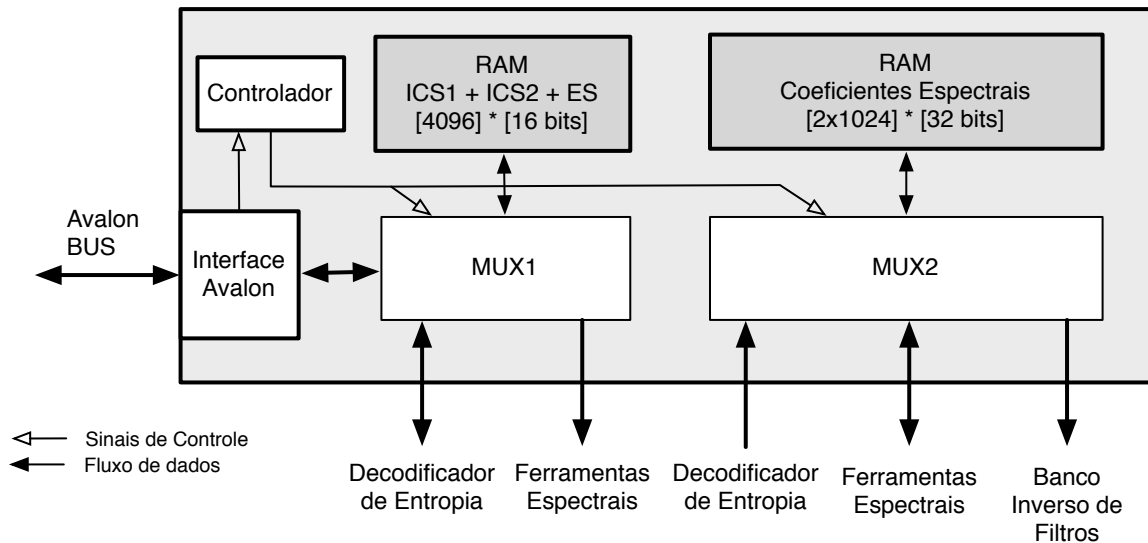 RAM
ICS1 + ICS2 + ES
[4096] * [16 bits]
RAM
Coeficientes Espectrais
[2x1024] * [32 bits]
Controlador
Avalon
BUS
Interface
Avalon
MUX1
MUX2
Sinais de Controle
Fluxo de dados
Decodificador
de Entropia
Ferramentas
Espectrais
Decodificador
de Entropia
Ferramentas
Espectrais
Banco
Inverso de
Filtros